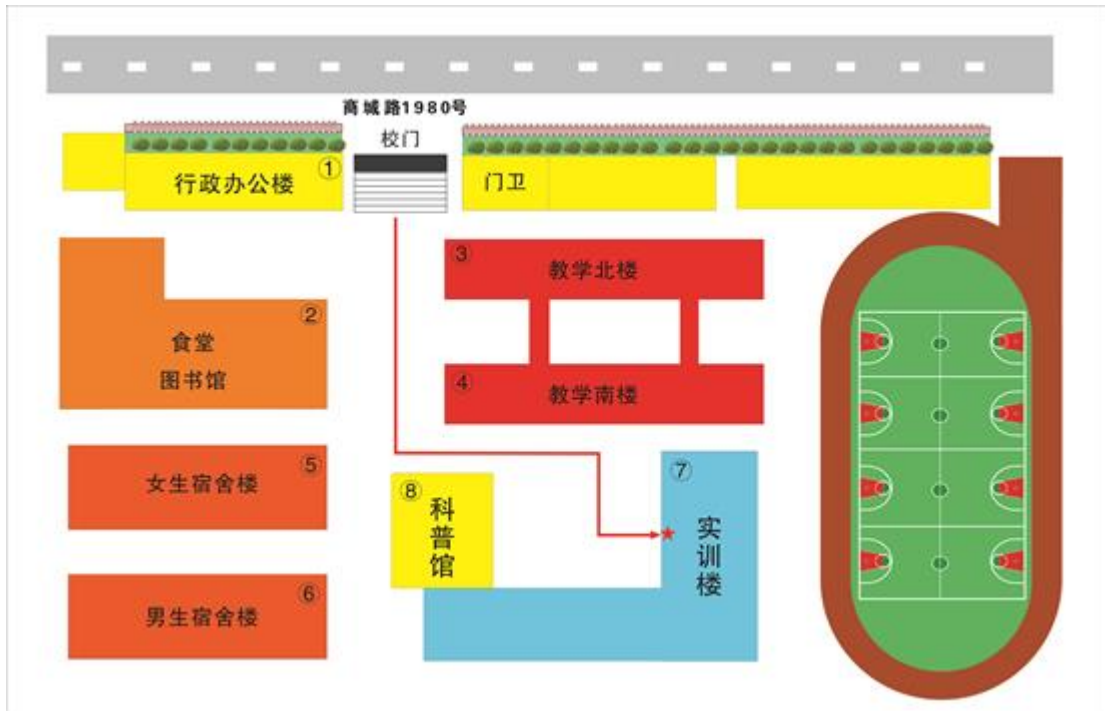 商城路1980号
校门
①
行政办公楼
门卫
③
教学北楼
②
食堂
图书馆
④
教学南楼
⑤
女生宿舍楼
⑦
实训楼
⑧
科普馆
⑥
男生宿舍楼